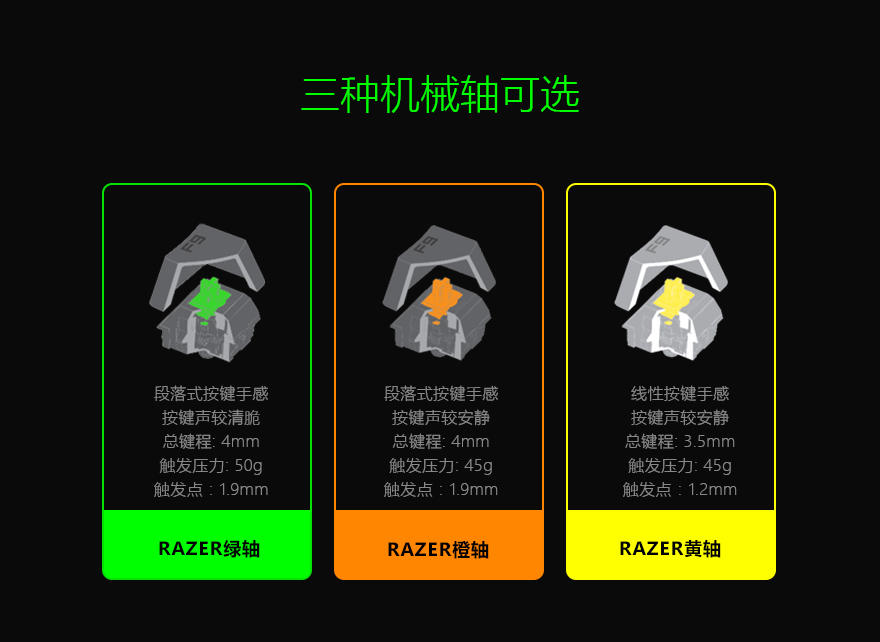 三种机械轴可选
F9
段落式按键手感
按键声较清脆
总键程: 4mm
触发压力: 50g
触发点 : 1.9mm
RAZER绿轴
F9
段落式按键手感
按键声较安静
总键程: 4mm
触发压力: 45g
触发点 : 1.9mm
RAZER橙轴
F9
线性按键手感
按键声较安静
总键程: 3.5mm
触发压力: 45g
触发点 : 1.2mm
RAZER黄轴